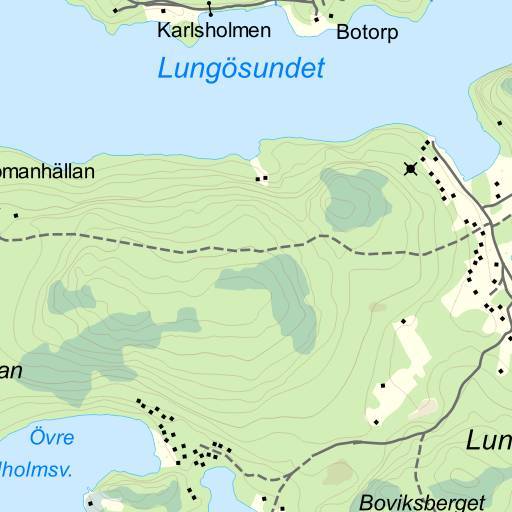 Karlsholmen
Botorp
Lungösundet
omanhällan
an
Övre
lholmsv.
Lun
Boviksberget